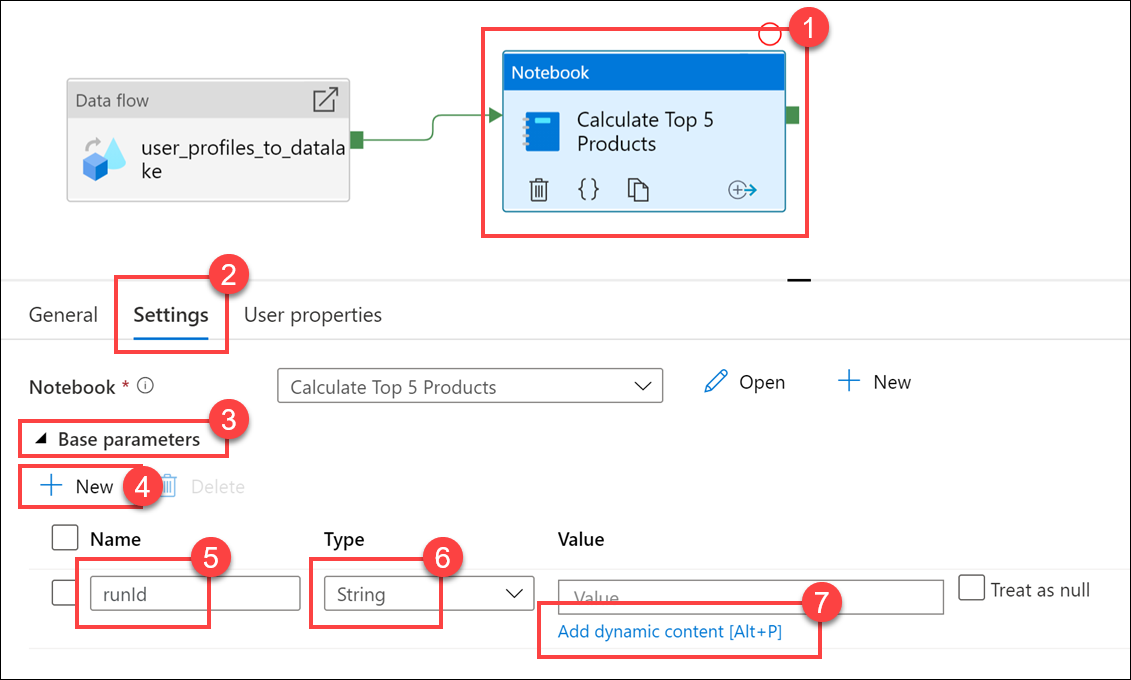 1
Notebook
Data flow
Calculate Top 5
Products
user_profiles_to_datala
ke
{}
2
General Settings User properties
Notebook * Calculate Top 5 Products Open New
3
Base parameters
New 4 Delete
Name Type Value
5 6
runId String Value Treat as null
7
Add dynamic content [Alt+P]